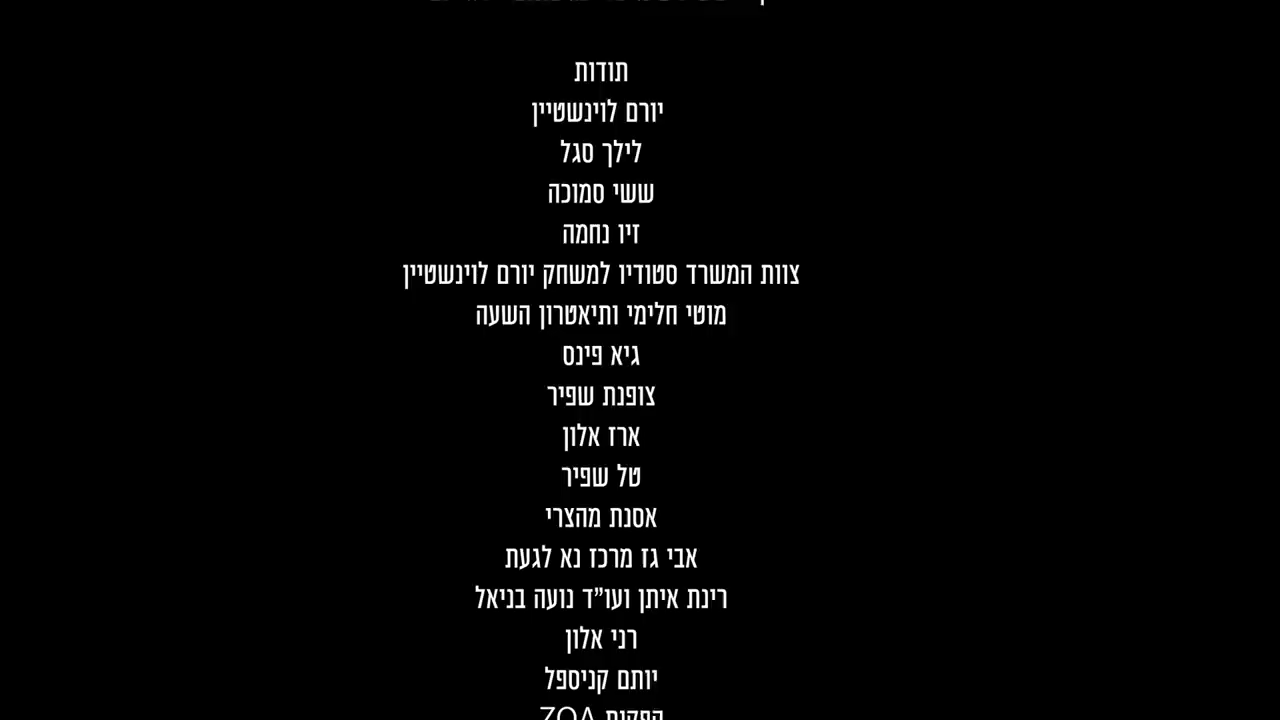 תודות
יורם לוינשטיין
לילך סגל
ששי סמוכה
זיו נחמה
צוות המשרד סטודיו למשחק יורם לוינשטיין
מוטי חלימי ותיאטרון השעה
גיא פינס
צופנת שפיר
ארז אלון
טל שפיר
אסנת מהצרי
אבי גז מרכז נא לגעת
רינת איתן ועו"ד נועה בניאל
רני אלון
יותם קניספל
הפקות ZOA